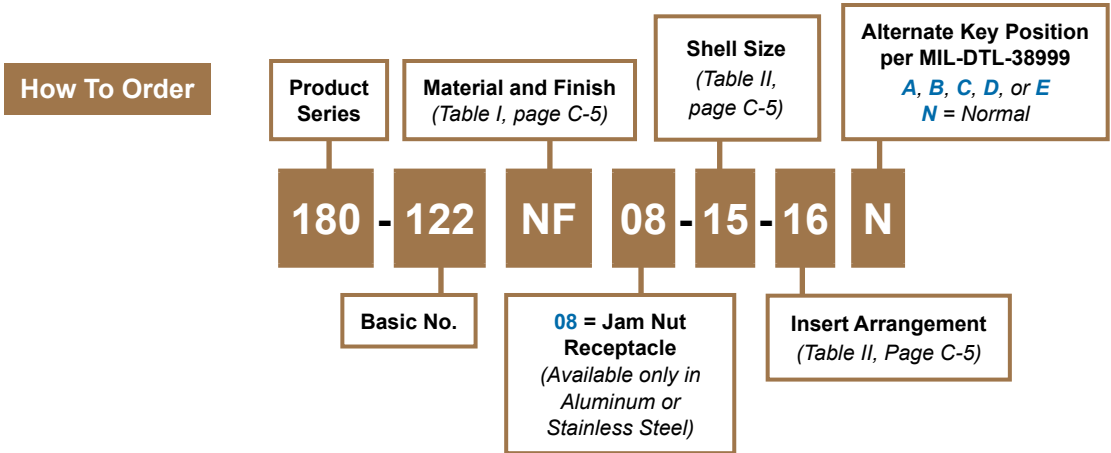 How To Order
Product
Series
Material and Finish
(Table I, page C-5)
Shell Size
(Table II,
page C-5)
Alternate Key Position
per MIL-DTL-38999
A, B, C, D, or E
N = Normal
180 - 122 NF 08 - 15 - 16 N
Basic No.
08 = Jam Nut
Receptacle
(Available only in
Aluminum or
Stainless Steel)
Insert Arrangement
(Table II, Page C-5)